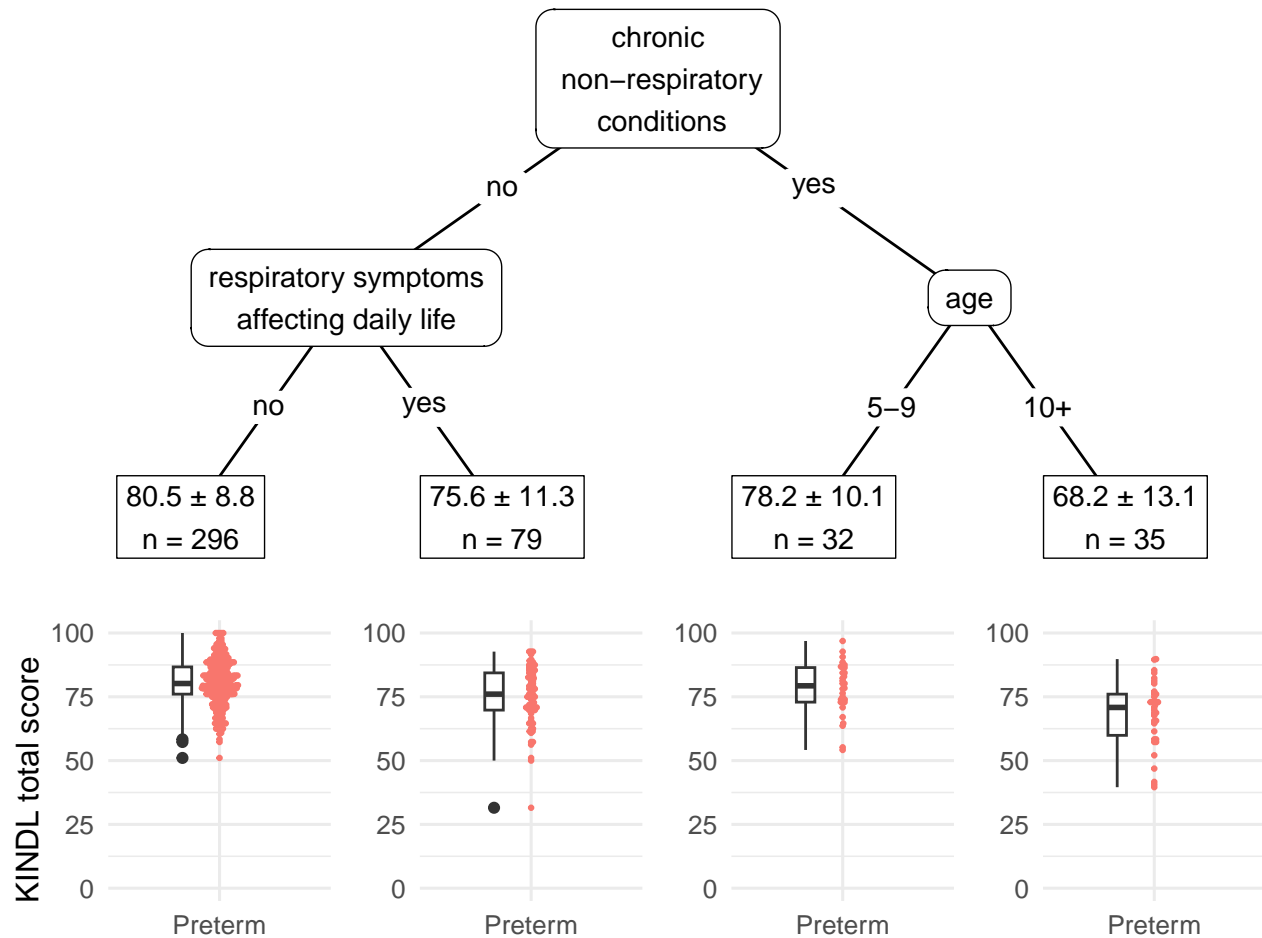 chronic
non−respiratory
conditions
no
yes
respiratory symptoms
affecting daily life
age
no
yes
5−9
10+
80.5 ± 8.8
n = 296
75.6 ± 11.3
n = 79
78.2 ± 10.1
n = 32
68.2 ± 13.1
n = 35
KINDL total score
100
75
50
25
0
Preterm
100
75
50
25
0
Preterm
100
75
50
25
0
Preterm
100
75
50
25
0
Preterm